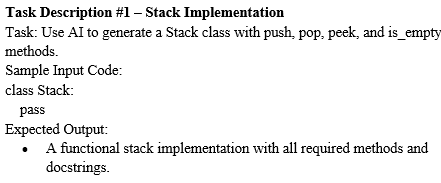 Task Description #1 – Stack Implementation
Task: Use AI to generate a Stack class with push, pop, peek, and is_empty
methods.
Sample Input Code:
class Stack:
    pass
Expected Output:
• A functional stack implementation with all required methods and
docstrings.